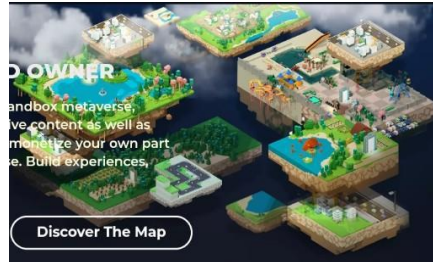 D OWNER
andbox metaverse,
ive content as well as
monetize your own part
se. Build experiences,
Discover The Map